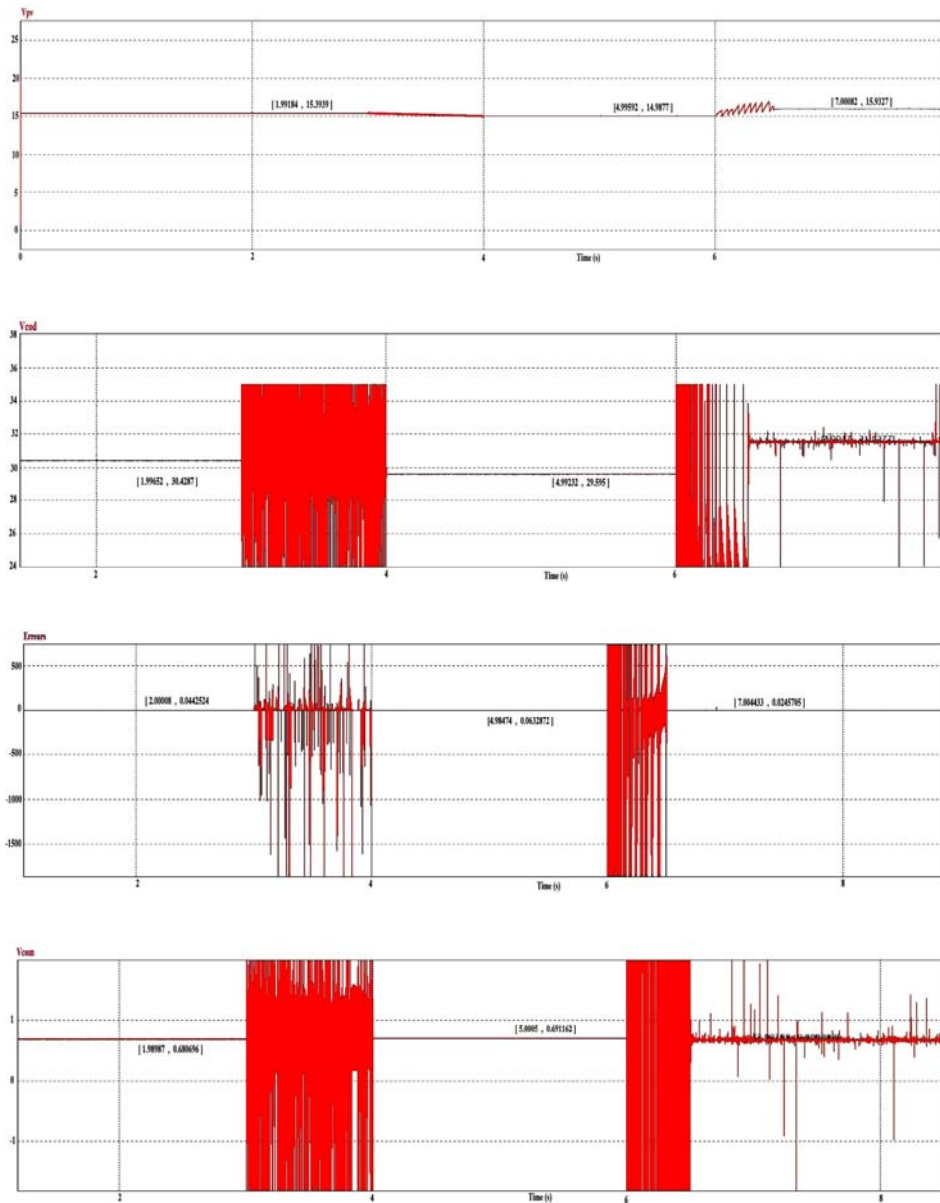 Vpv
25
20
[ 1.99184 , 15.3939 ]
[4.99592 , 14.9877]
[ 7.00082 , 15.9327 ]
15
10
5
0
0
2
4
Time (s)
6
Vcnd
38
36
34
32
30
[ 1.99652 , 30.4287 ]
[ 4.99232 , 29.595 ]
28
26
24
2
4
Time (s)
6
Erreurs
500
[ 2.00008 , 0.0442524
[ 7.004433 , 0.0245705 ]
0
[4.98474 , 0.0632872 ]
-500
-1000
-1500
2
4
Time (s)
6
8
Vcom
1
[ 1.98987 , 0.680696 ]
[ 5.0005 , 0.691162 ]
0
-1
2
4
Time (s)
6
8